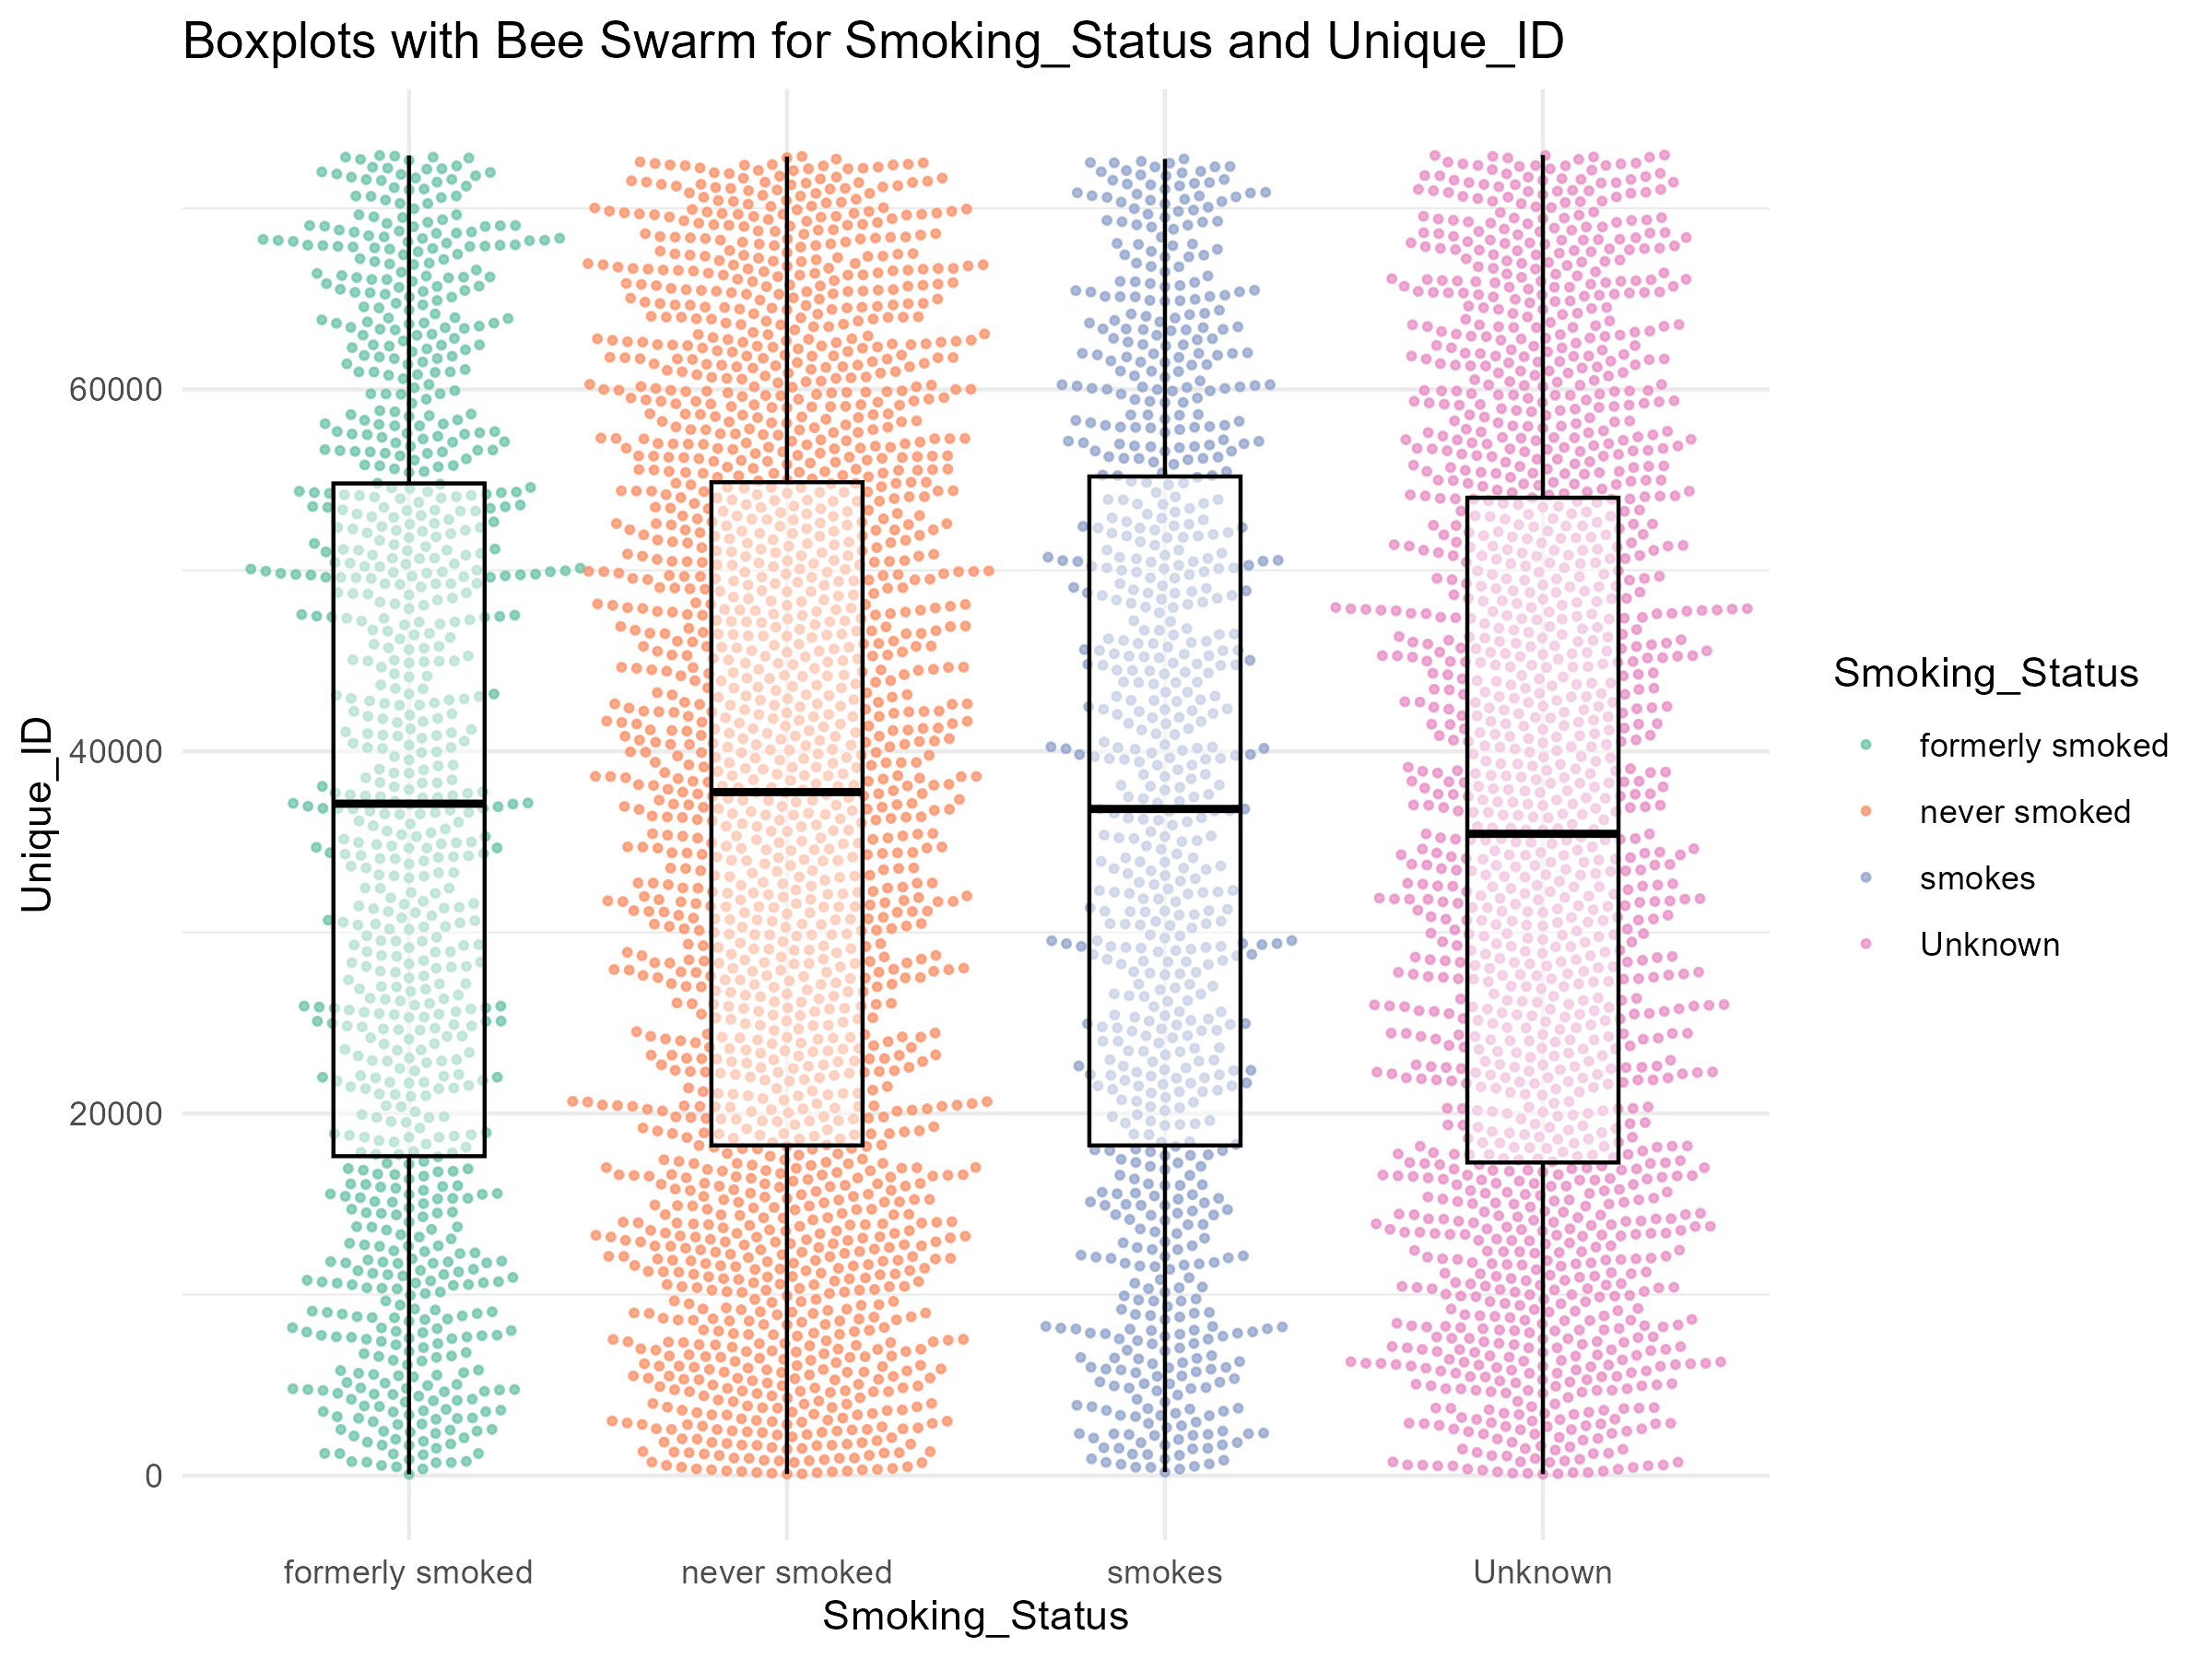 Boxplots with Bee Swarm for Smoking_Status and Unique_ID
Unique_ID
60000
40000
20000
0
formerly smoked
never smoked
smokes
Unknown
Smoking_Status
Smoking_Status
formerly smoked
never smoked
smokes
Unknown